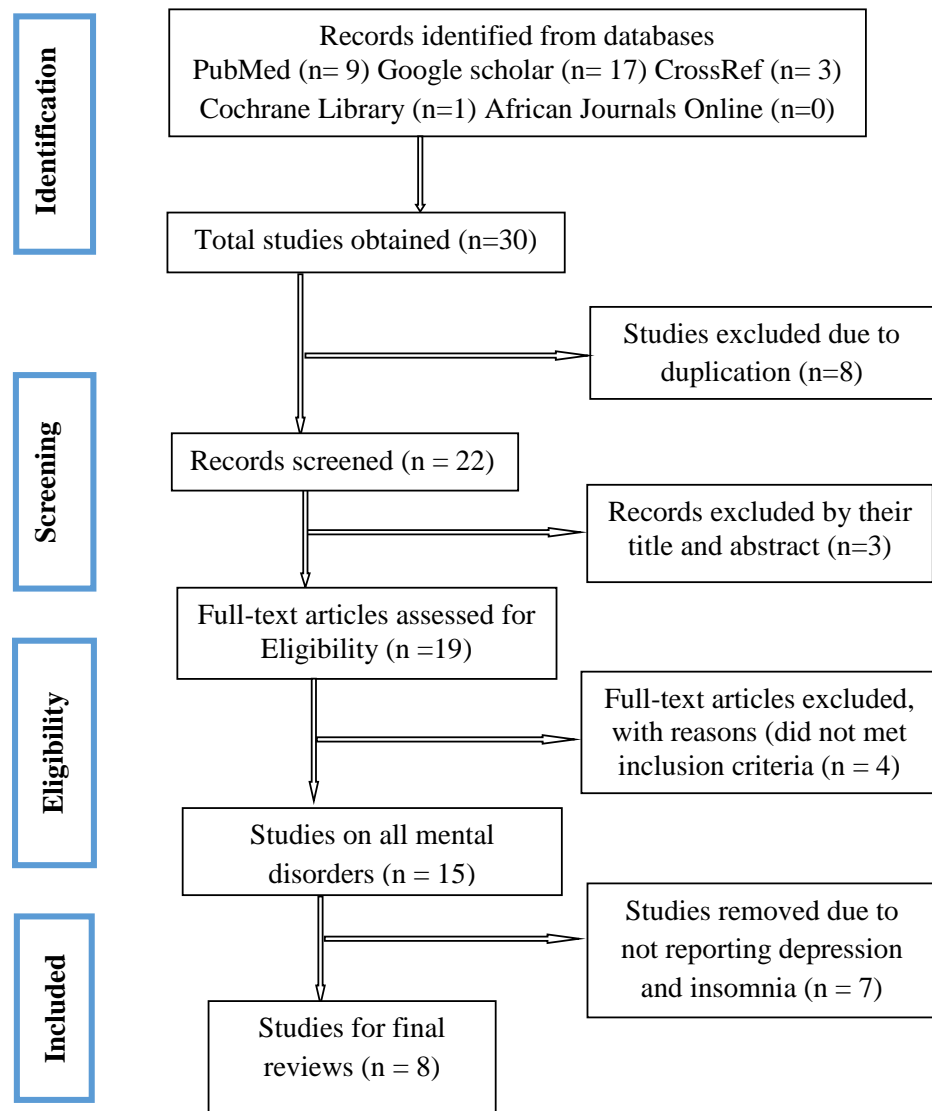 Identification
Records identified from databases
PubMed (n= 9) Google scholar (n= 17) CrossRef (n= 3)
Cochrane Library (n=1) African Journals Online (n=0)
Total studies obtained (n=30)
Studies excluded due to
duplication (n=8)
Screening
Records screened (n = 22)
Records excluded by their
title and abstract (n=3)
Full-text articles assessed for
Eligibility (n =19)
Eligibility
Full-text articles excluded,
with reasons (did not met
inclusion criteria (n = 4)
Studies on all mental
disorders (n = 15)
Included
Studies removed due to
not reporting depression
and insomnia (n = 7)
Studies for final
reviews (n = 8)